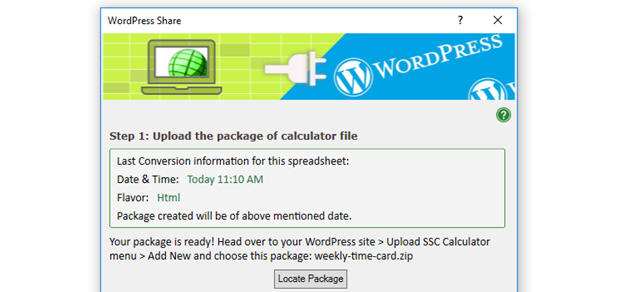 WordPress Share
?
WORDPRESS
Step 1: Upload the package of calculator file
Last Conversion information for this spreadsheet:
Date & Time: Today 11:10 AM
Flavor: Html
Package created will be of above mentioned date.
Your package is ready! Head over to your WordPress site > Upload SSC Calculator
menu > Add New and choose this package: weekly-time-card.zip
Locate Package